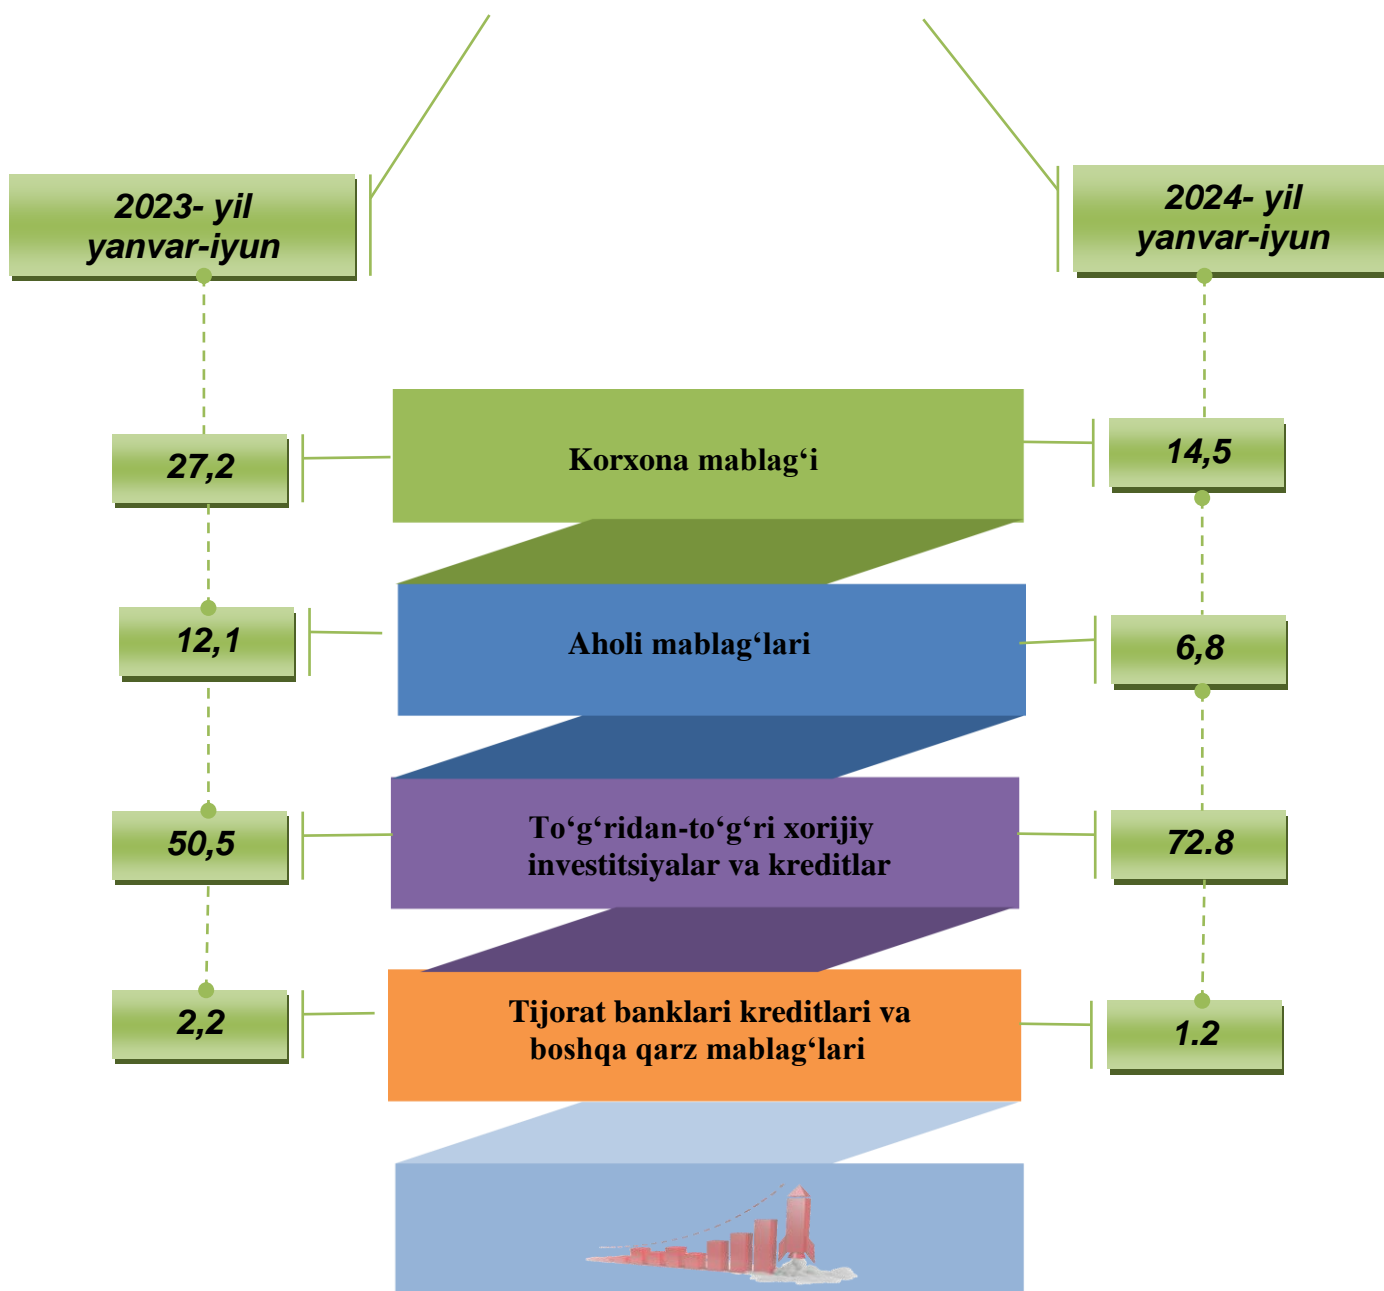 2023- yil
yanvar-iyun
2024- yil
yanvar-iyun
27,2
Korxona mablag‘i
14,5
12,1
Aholi mablag‘lari
6,8
50,5
To‘g‘ridan-to‘g‘ri xorijiy
investitsiyalar va kreditlar
72.8
2,2
Tijorat banklari kreditlari va
boshqa qarz mablag‘lari
1.2